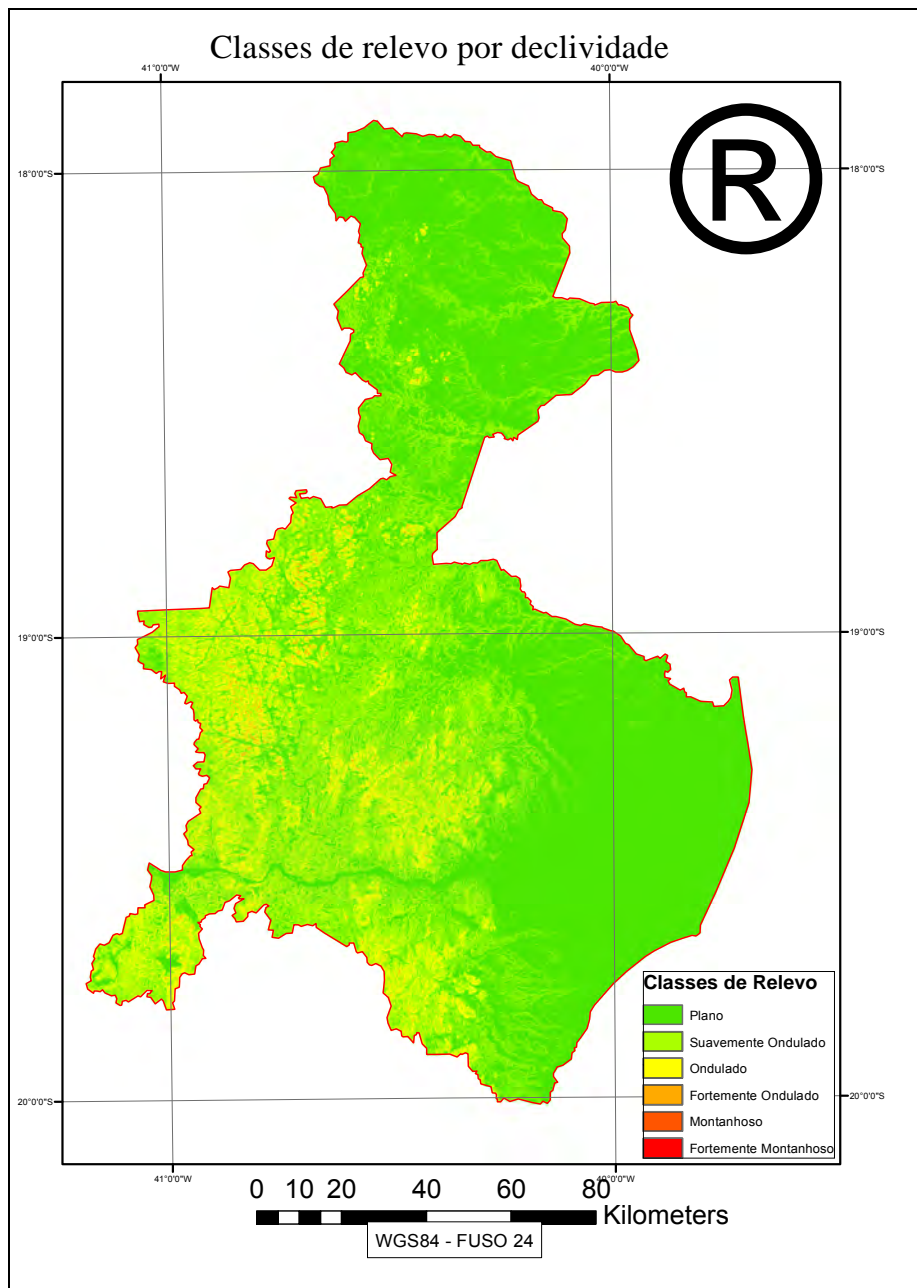 Classes de relevo por declividade
41°0'0"W 40°0'0"W
R
18°0'0"S 18°0'0"S
19°0'0"S 19°0'0"S
Classes de Relevo
Plano
Suavemente Ondulado
Ondulado
Fortemente Ondulado
Montanhoso
Fortemente Montanhoso
20°0'0"S 20°0'0"S
41°0'0"W 40°0'0"W
0 10 20 40 60 80
Kilometers
WGS84 - FUSO 24